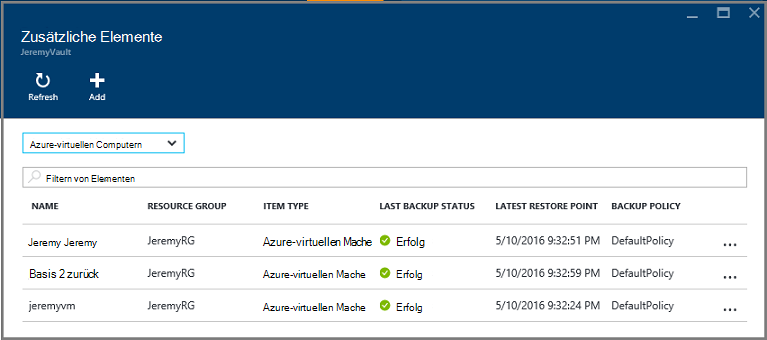 Zusätzliche Elemente
JeremyVault
Refresh Add
Azure-virtuellen Computern
Filtern von Elementen
NAME RESOURCE GROUP ITEM TYPE LAST BACKUP STATUS LATEST RESTORE POINT BACKUP POLICY
Jeremy Jeremy JeremyRG Azure-virtuellen Mache Erfolg 5/10/2016 9:32:51 PM DefaultPolicy ...
Basis 2 zurück JeremyRG Azure-virtuellen Mache Erfolg 5/10/2016 9:32:59 PM DefaultPolicy ...
jeremyvm JeremyRG Azure-virtuellen Mache Erfolg 5/10/2016 9:32:24 PM DefaultPolicy ...